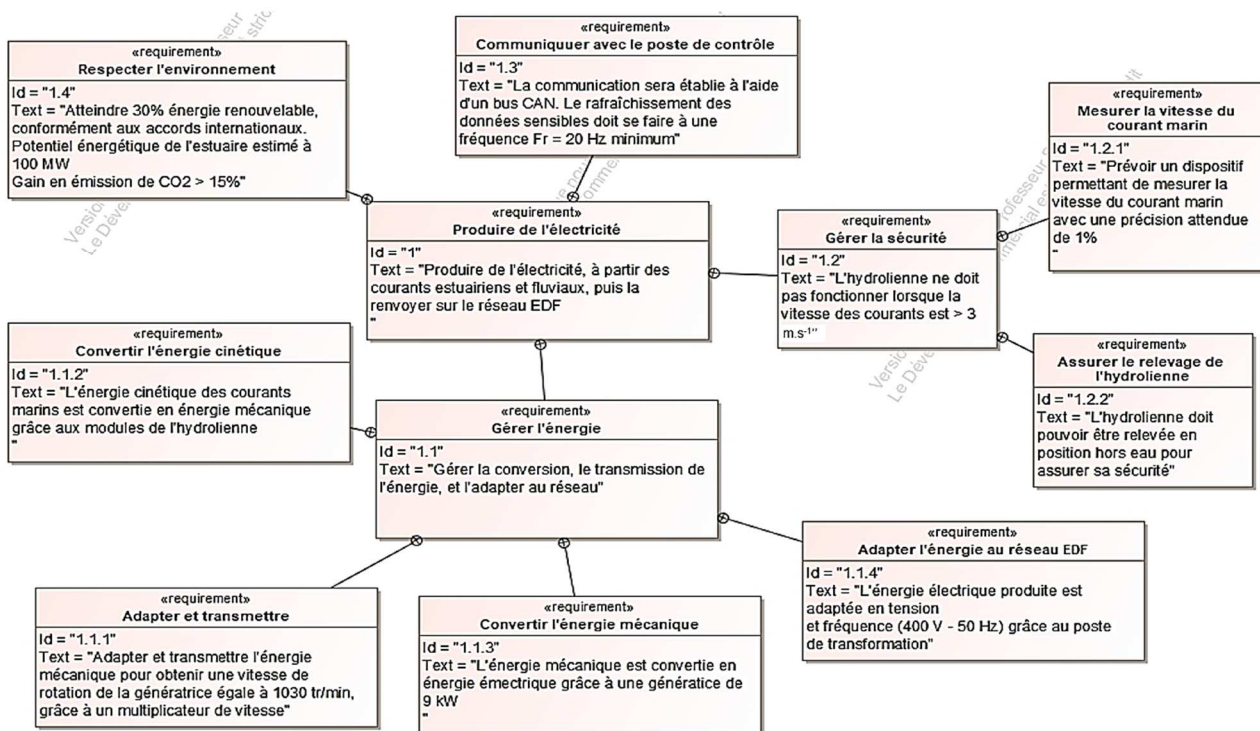 «requirement»
Respecter l'environnement
Id = "1.4"
Text = "Atteindre 30% énergie renouvelable,
conformément aux accords internationaux.
Potentiel énergétique de l'estuaire estimé à
100 MW
Gain en émission de CO2 > 15%"
«requirement»
Communiquuer avec le poste de contrôle
Id = "1.3"
Text = "La communication sera établie à l'aide
d'un bus CAN. Le rafraîchissement des
données sensibles doit se faire à une
fréquence Fr = 20 Hz minimum"
«requirement»
Mesurer la vitesse du
courant marin
Id = "1.2.1"
Text = "Prévoir un dispositif
permettant de mesurer la
vitesse du courant marin
avec une précision attendue
de 1%
"
«requirement»
Produire de l'électricité
Id = "1"
Text = "Produire de l'électricité, à partir des
courants estuairiens et fluviaux, puis la
renvoyer sur le réseau EDF
"
«requirement»
Gérer la sécurité
Id = "1.2"
Text = "L'hydrolienne ne doit
pas fonctionner lorsque la
vitesse des courants est > 3
m.s⁻¹"
«requirement»
Convertir l'énergie cinétique
Id = "1.1.2"
Text = "L'énergie cinétique des courants
marins est convertie en énergie mécanique
grâce aux modules de l'hydrolienne
"
«requirement»
Assurer le relevage de
l'hydrolienne
Id = "1.2.2"
Text = "L'hydrolienne doit
pouvoir être relevée en
position hors eau pour
assurer sa sécurité"
«requirement»
Gérer l'énergie
Id = "1.1"
Text = "Gérer la conversion, le transmission de
l'énergie, et l'adapter au réseau"
«requirement»
Adapter l'énergie au réseau EDF
Id = "1.1.4"
Text = "L'énergie électrique produite est
adaptée en tension
et fréquence (400 V - 50 Hz) grâce au poste
de transformation"
«requirement»
Adapter et transmettre
Id = "1.1.1"
Text = "Adapter et transmettre l'énergie
mécanique pour obtenir une vitesse de
rotation de la génératrice égale à 1030 tr/min,
grâce à un multiplicateur de vitesse"
«requirement»
Convertir l'énergie mécanique
Id = "1.1.3"
Text = "L'énergie mécanique est convertie en
énergie émectrique grâce à une génératice de
9 kW
"